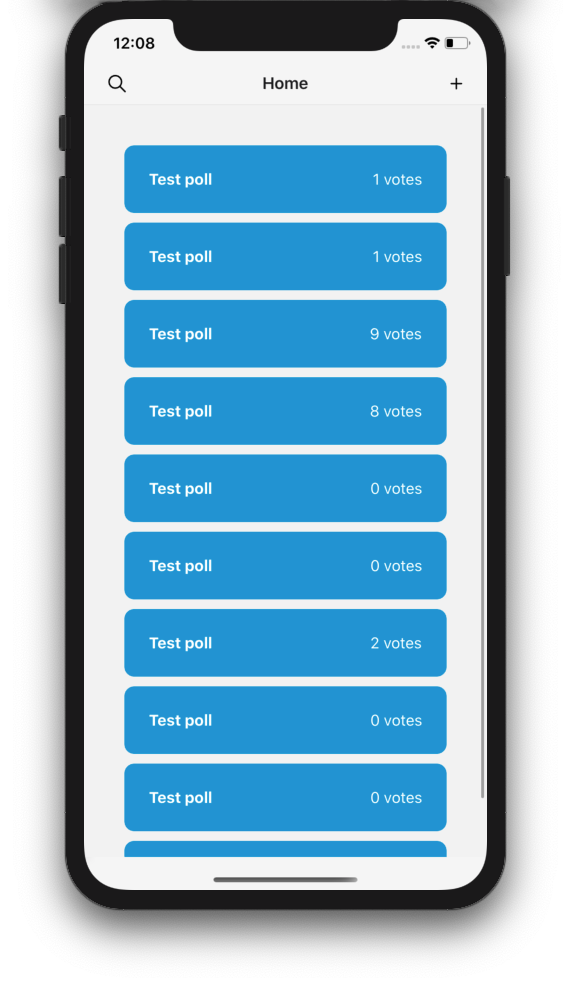 12:08
Home
Test poll 1 votes
Test poll 1 votes
Test poll 9 votes
Test poll 8 votes
Test poll 0 votes
Test poll 0 votes
Test poll 2 votes
Test poll 0 votes
Test poll 0 votes